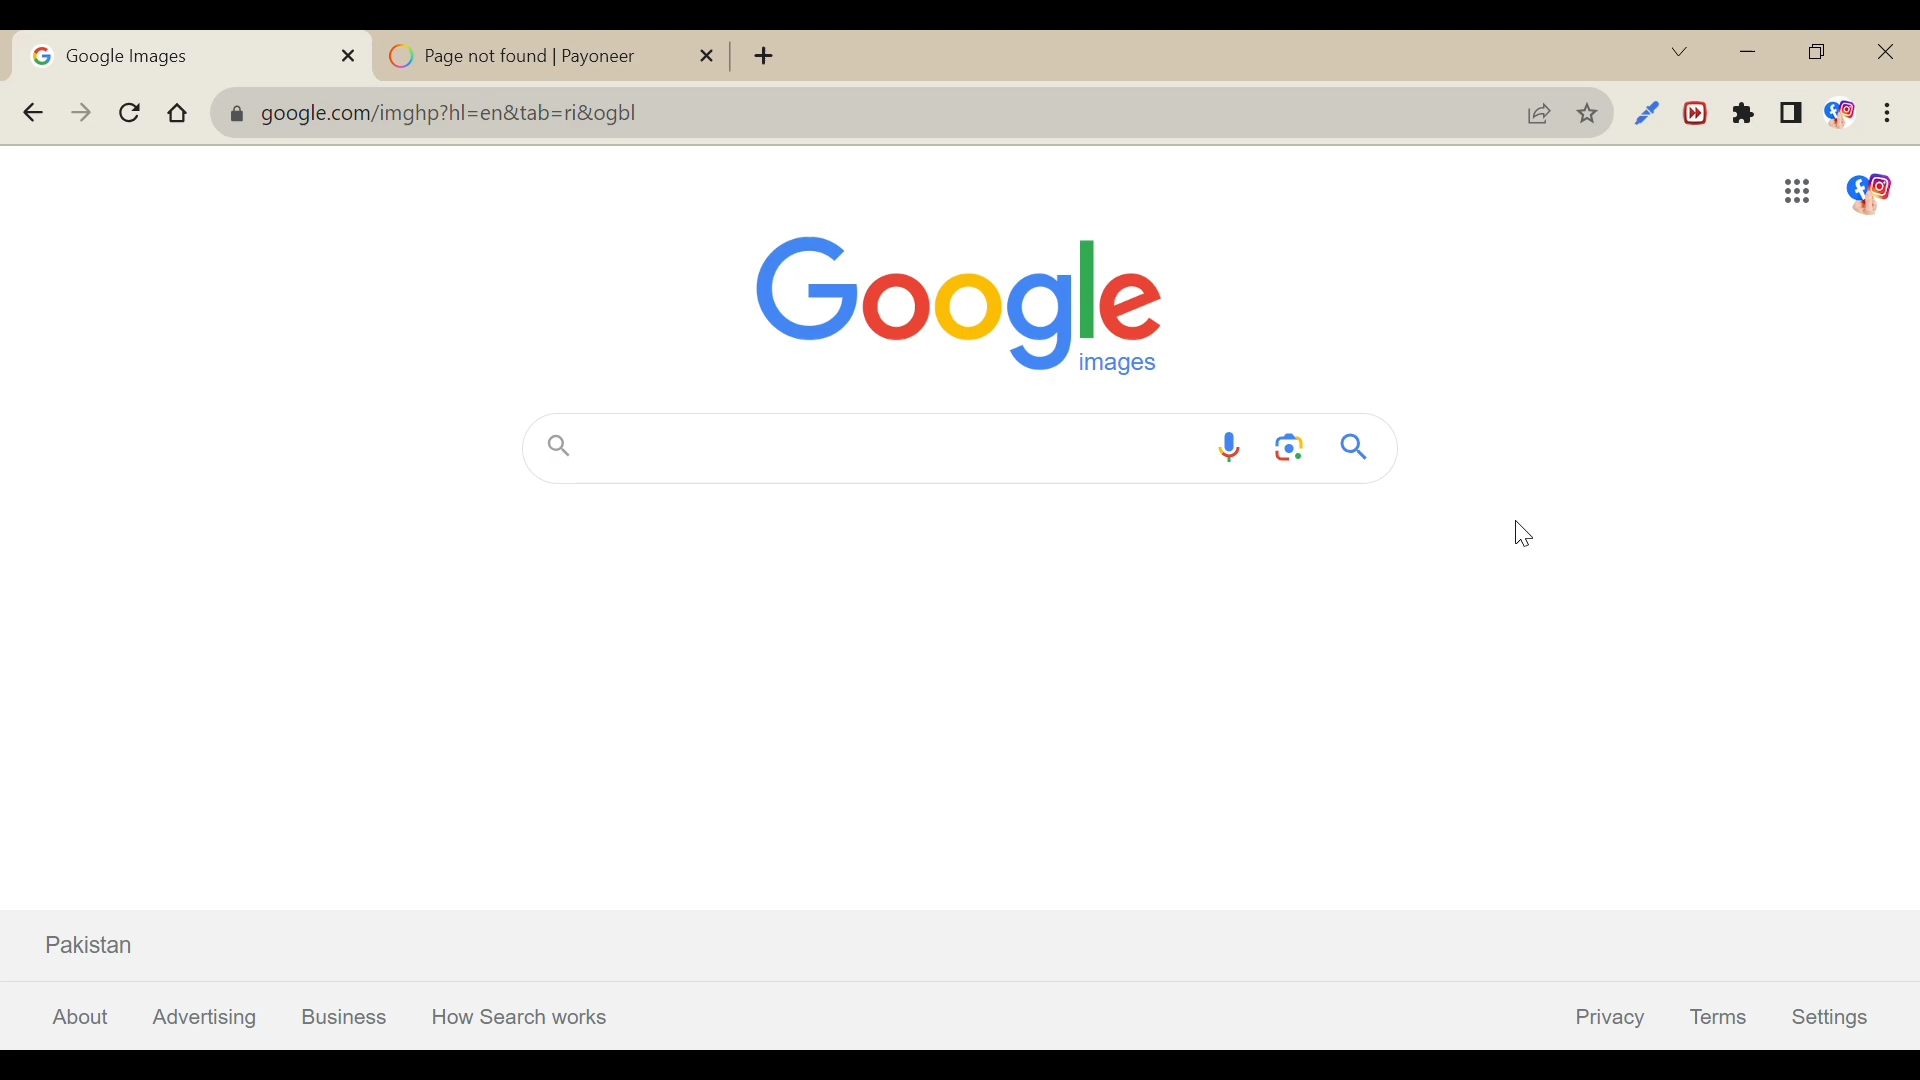 Google Images
Page not found | Payoneer
google.com/imghp?hl=en&tab=ri&ogbl
Google
images
Pakistan
About Advertising Business How Search works
Privacy Terms Settings